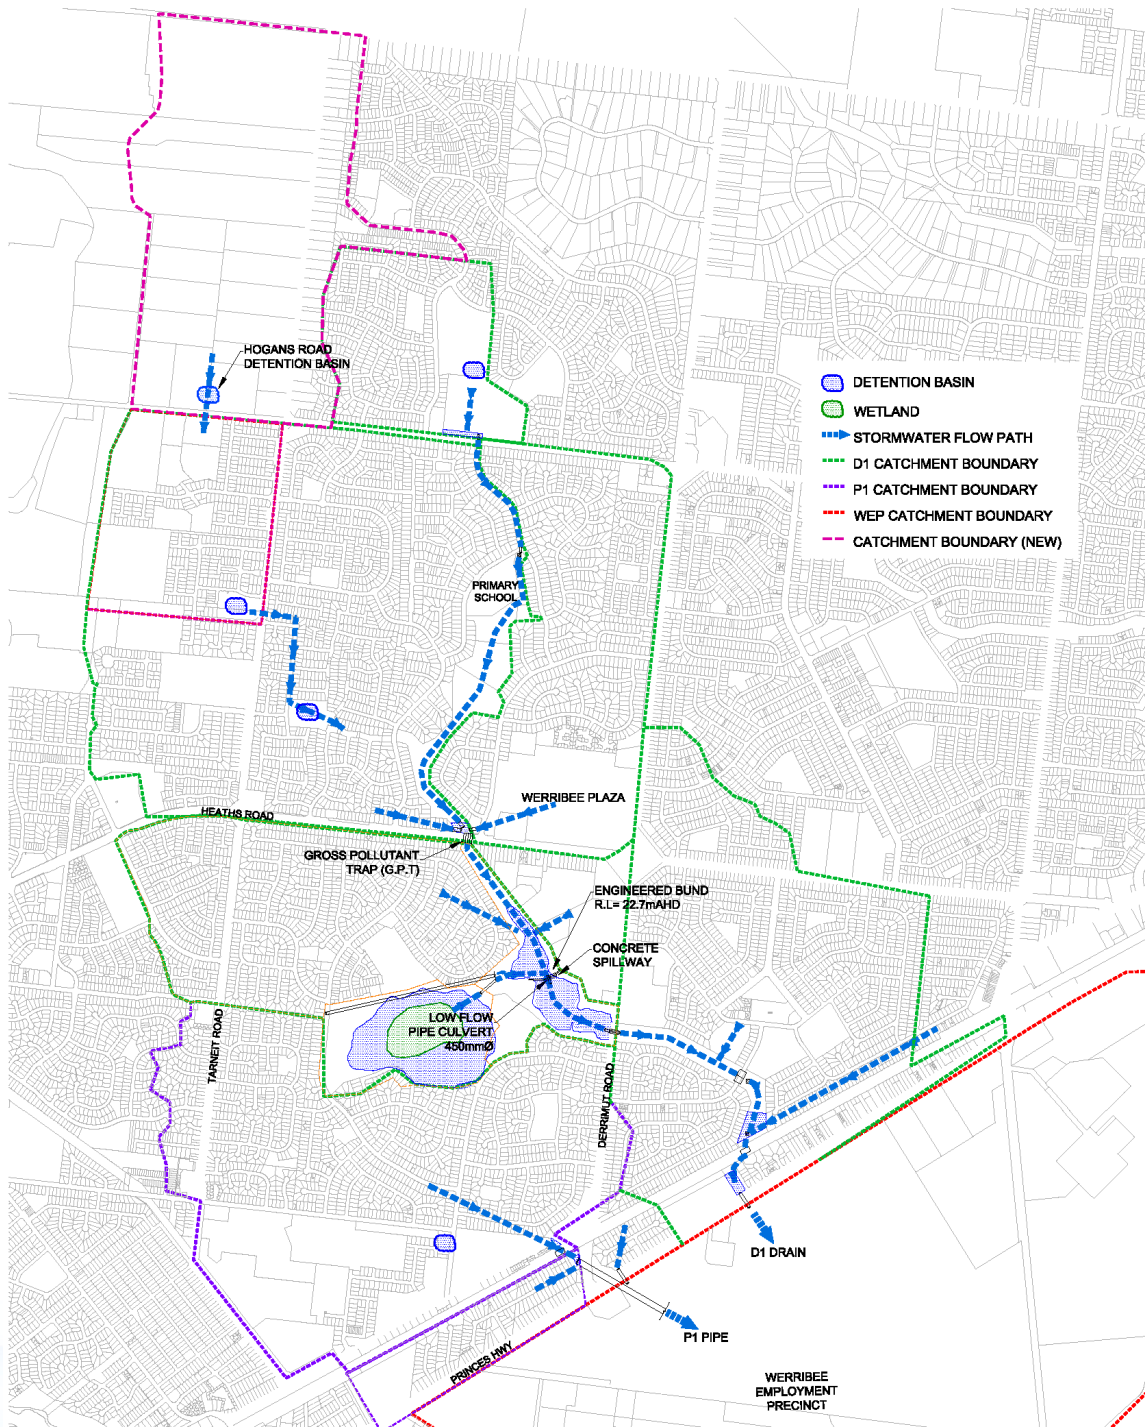 HOGANS ROAD
DETENTION BASIN
DETENTION BASIN
WETLAND
STORMWATER FLOW PATH
D1 CATCHMENT BOUNDARY
P1 CATCHMENT BOUNDARY
WEP CATCHMENT BOUNDARY
CATCHMENT BOUNDARY (NEW)
PRIMARY
SCHOOL
WERRIBEE PLAZA
HEATHS ROAD
GROSS POLLUTANT
TRAP (G.P.T)
ENGINEERED BUND
R.L= 22.7mAHD
CONCRETE
SPILLWAY
LOW FLOW
PIPE CULVERT
450mmØ
TARNEIT ROAD
DERRIMUT ROAD
D1 DRAIN
P1 PIPE
PRINCES HWY
WERRIBEE
EMPLOYMENT
PRECINCT